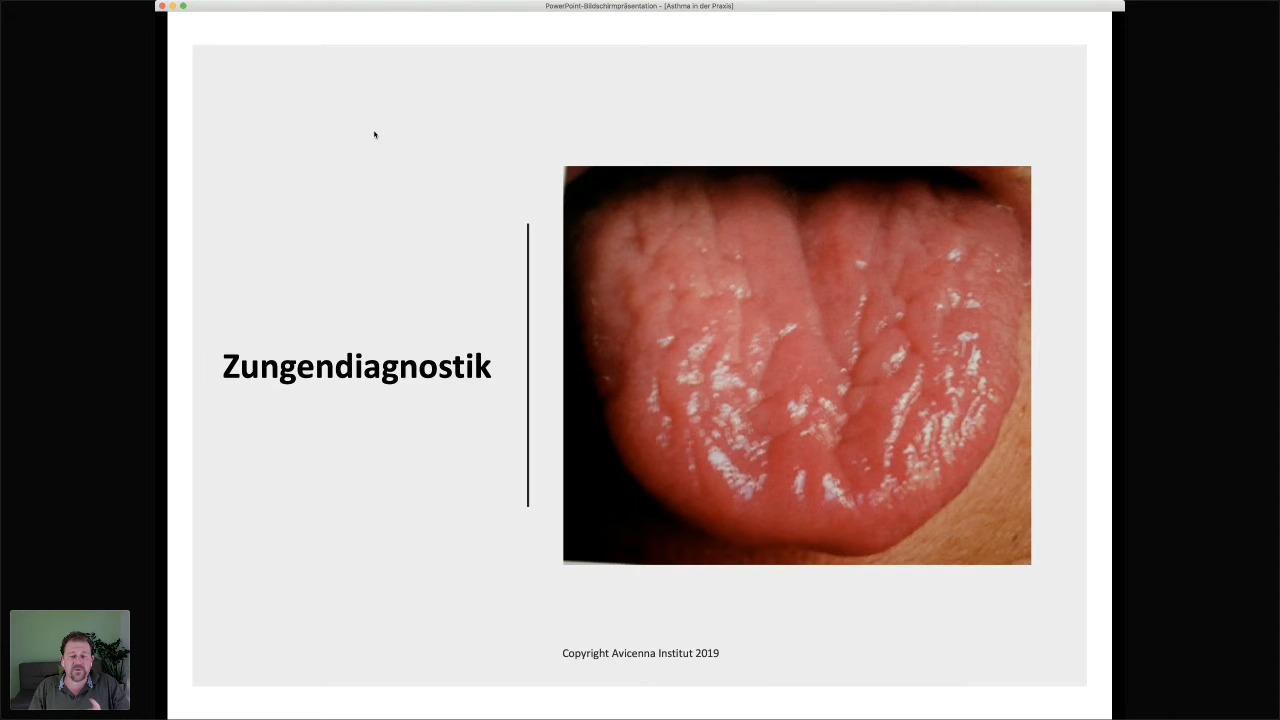 PowerPoint-Bildschirmpräsentation - [Asthma in der Praxis]
Zungendiagnostik
Copyright Avicenna Institut 2019